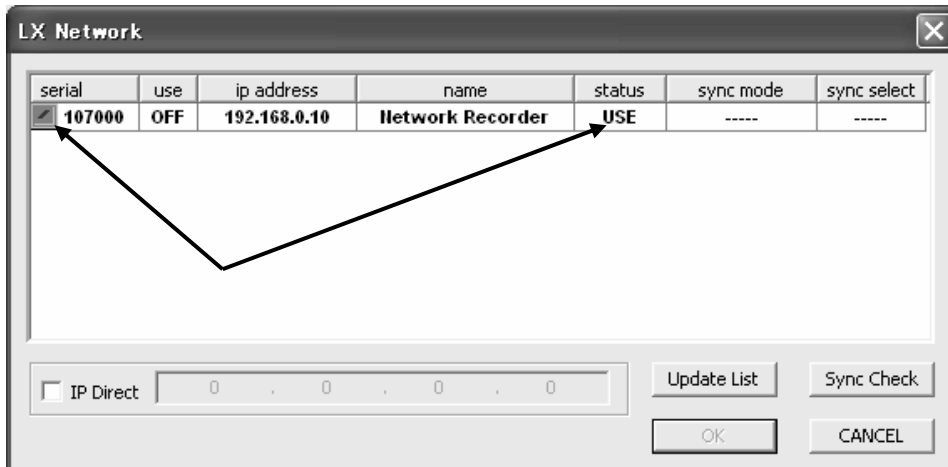 LX Network
serial use ip address name status sync mode sync select
107000 OFF 192.168.0.10 Network Recorder USE ----- -----
IP Direct 0 . 0 . 0 . 0 Update List Sync Check
OK CANCEL